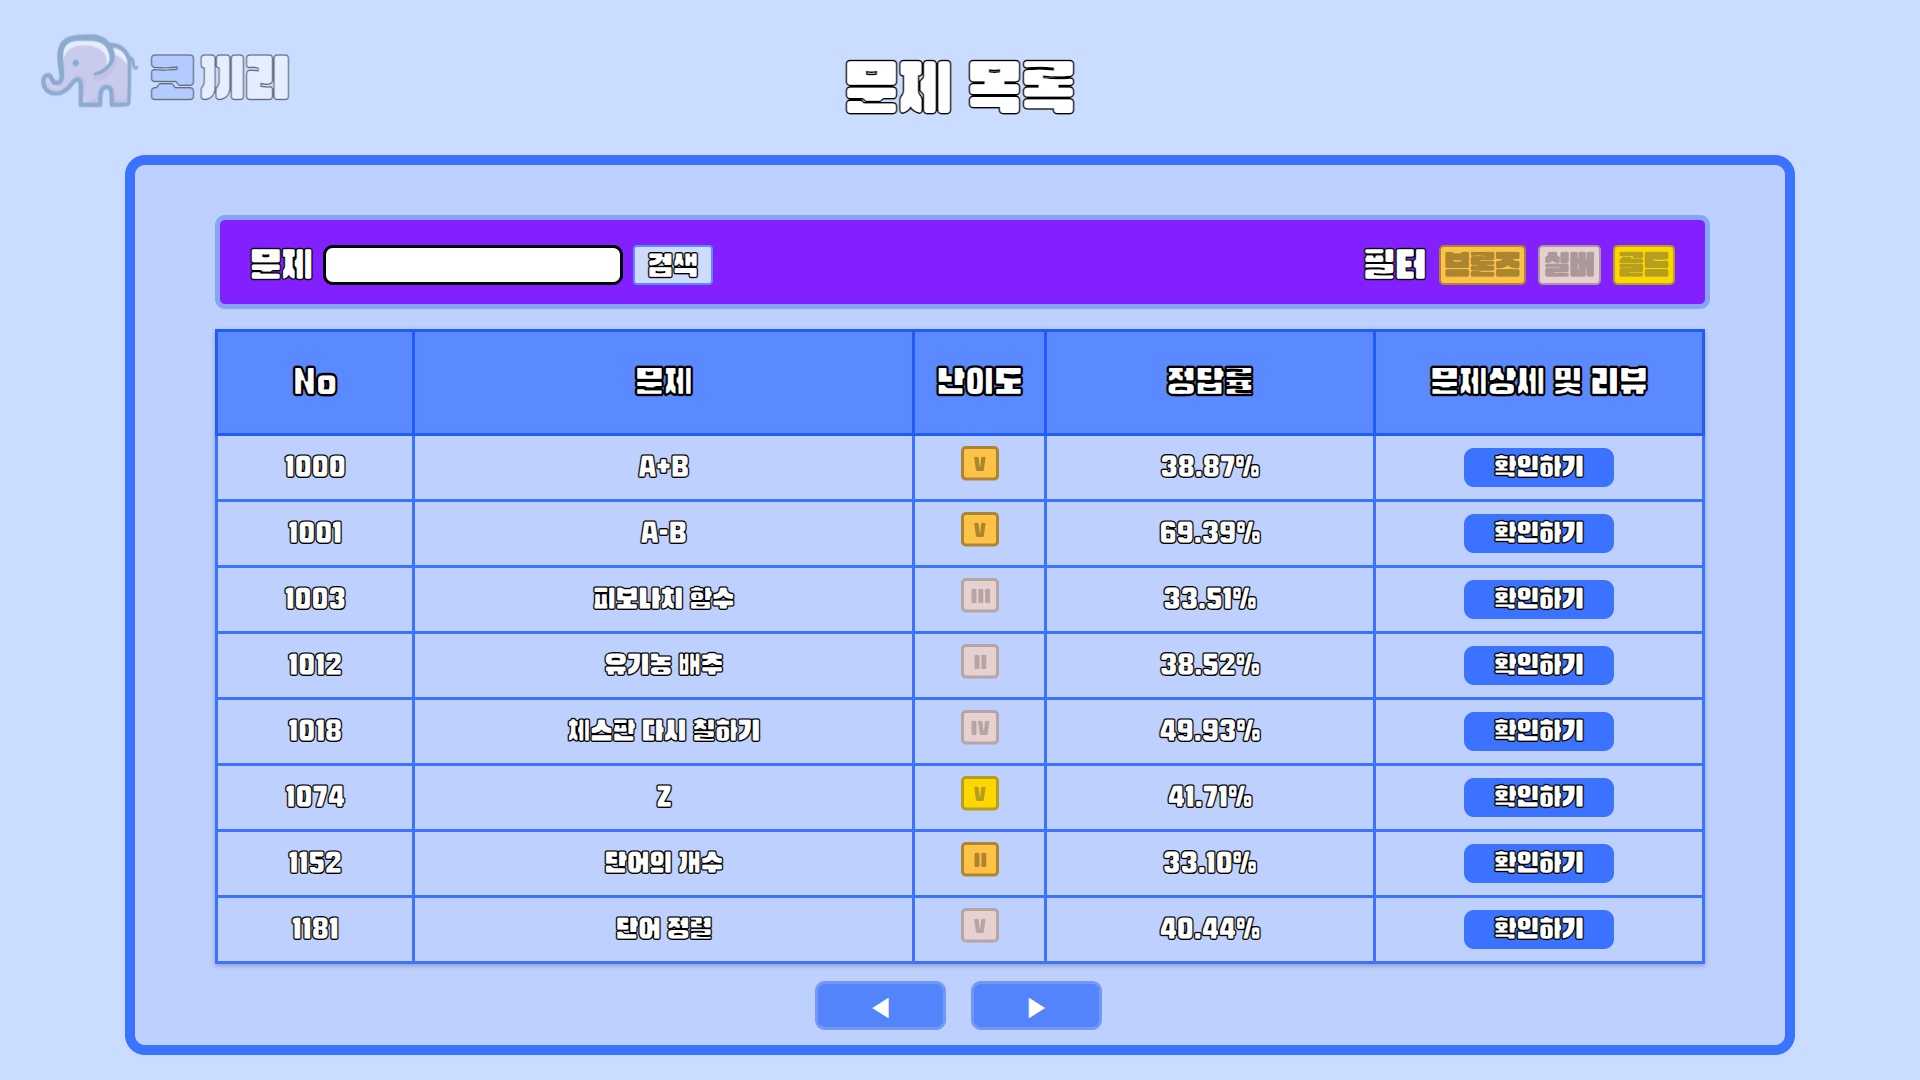 코끼리
문제 목록
문제 검색 필터 브론즈 실버 골드
No 문제 난이도 정답률 문제상세 및 리뷰
1000 A+B V 38.87% 확인하기
1001 A-B V 69.39% 확인하기
1003 피보나치 함수 III 33.51% 확인하기
1012 유기농 배추 II 38.52% 확인하기
1018 체스판 다시 칠하기 IV 49.93% 확인하기
1074 Z V 41.71% 확인하기
1152 단어의 개수 II 33.10% 확인하기
1181 단어 정렬 V 40.44% 확인하기